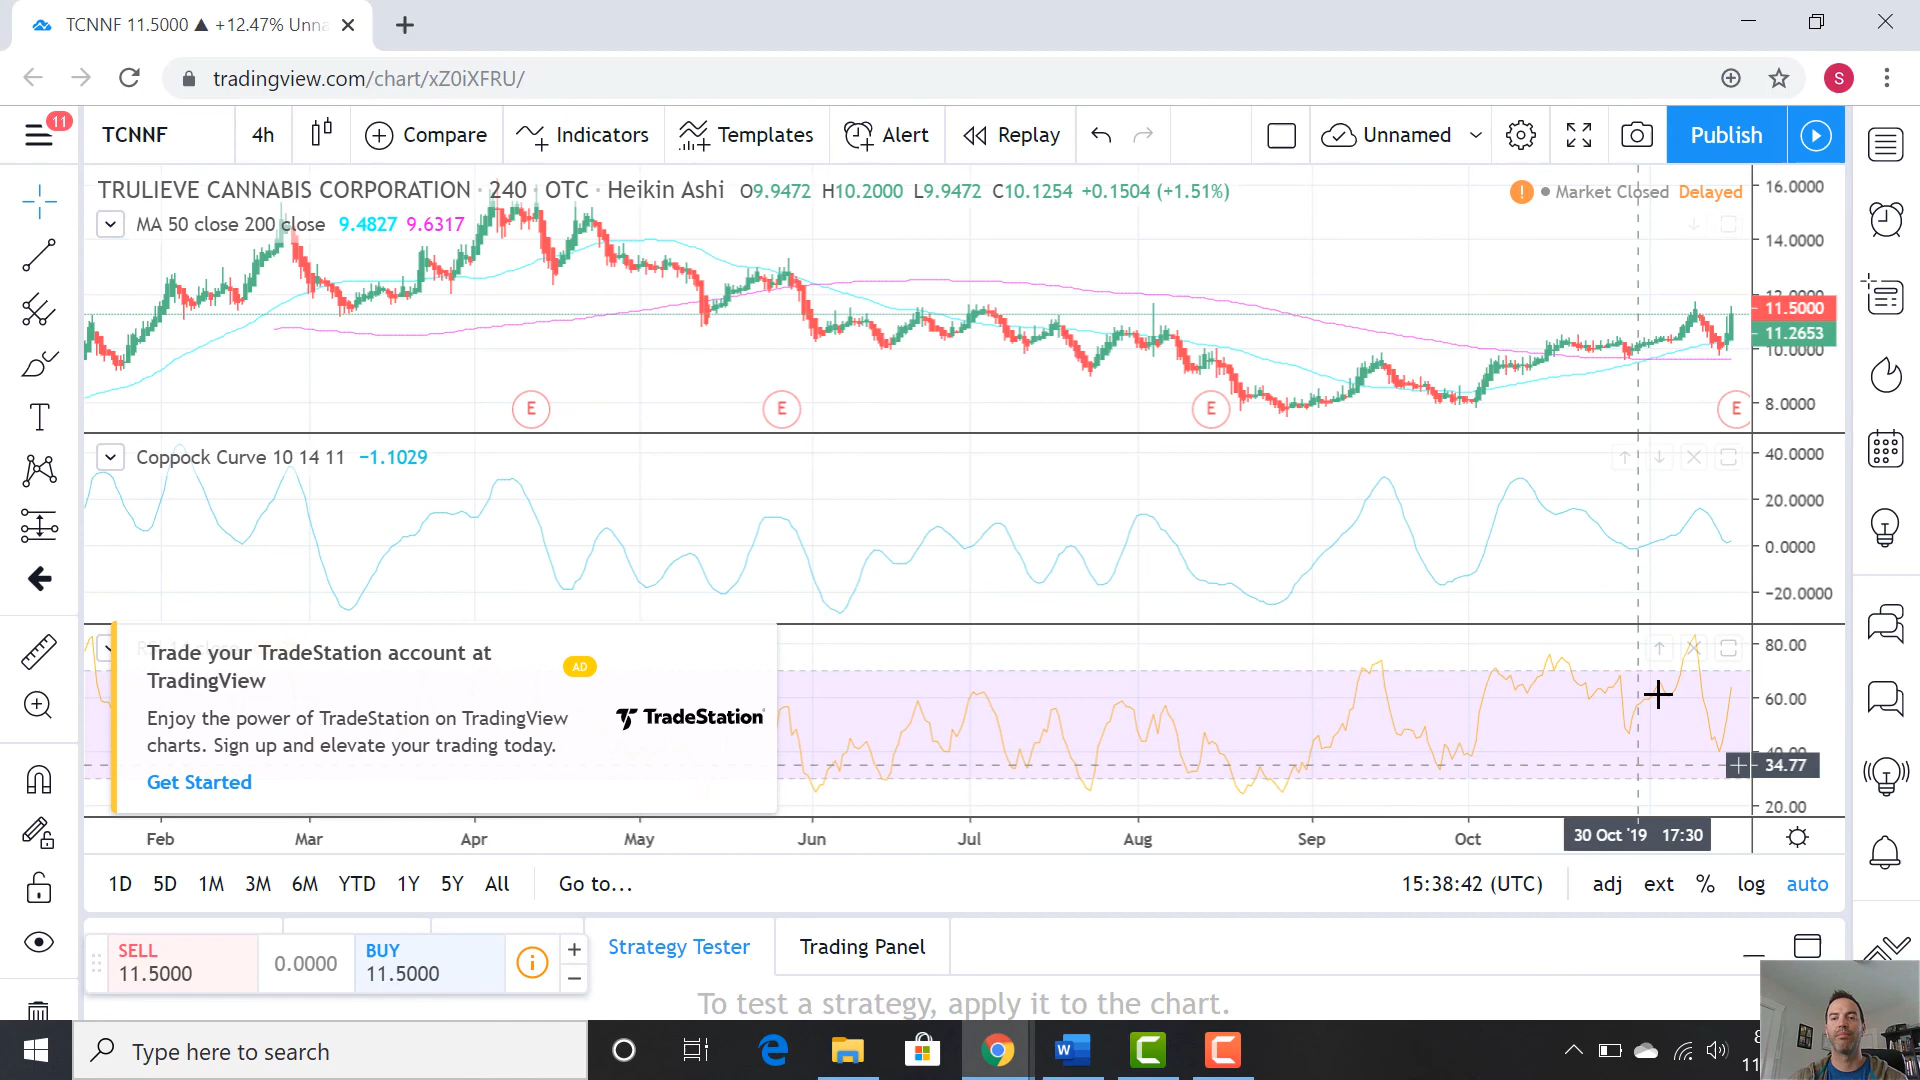 TCNNF 11.5000 ▲ +12.47% Unna
tradingview.com/chart/xZ0iXFRU/
S
11
TCNNF
4h
Compare
Indicators
Templates
Alert
Replay
Unnamed
Publish
TRULIEVE CANNABIS CORPORATION · 240 · OTC · Heikin Ashi O9.9472 H10.2000 L9.9472 C10.1254 +0.1504 (+1.51%)
Market Closed Delayed
MA 50 close 200 close 9.4827 9.6317
16.0000
14.0000
12.0000
11.5000
11.2653
10.0000
8.0000
E E E E
Coppock Curve 10 14 11 −1.1029
40.0000
20.0000
0.0000
−20.0000
Trade your TradeStation account at
TradingView
AD
Enjoy the power of TradeStation on TradingView
charts. Sign up and elevate your trading today.
Get Started
TradeStation
80.00
60.00
40.00
34.77
20.00
Feb Mar Apr May Jun Jul Aug Sep Oct 30 Oct '19 17:30
1D 5D 1M 3M 6M YTD 1Y 5Y All Go to...
15:38:42 (UTC) adj ext % log auto
SELL
11.5000
0.0000
BUY
11.5000
Strategy Tester Trading Panel
To test a strategy, apply it to the chart.
Type here to search